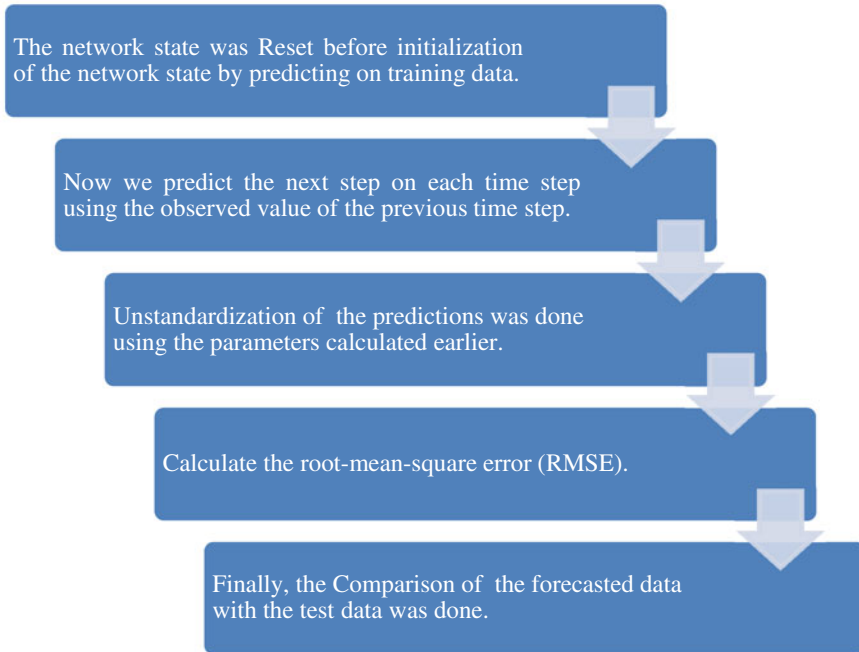 The network state was Reset before initialization
of the network state by predicting on training data.
Now we predict the next step on each time step
using the observed value of the previous time step.
Unstandardization of the predictions was done
using the parameters calculated earlier.
Calculate the root-mean-square error (RMSE).
Finally, the Comparison of the forecasted data
with the test data was done.